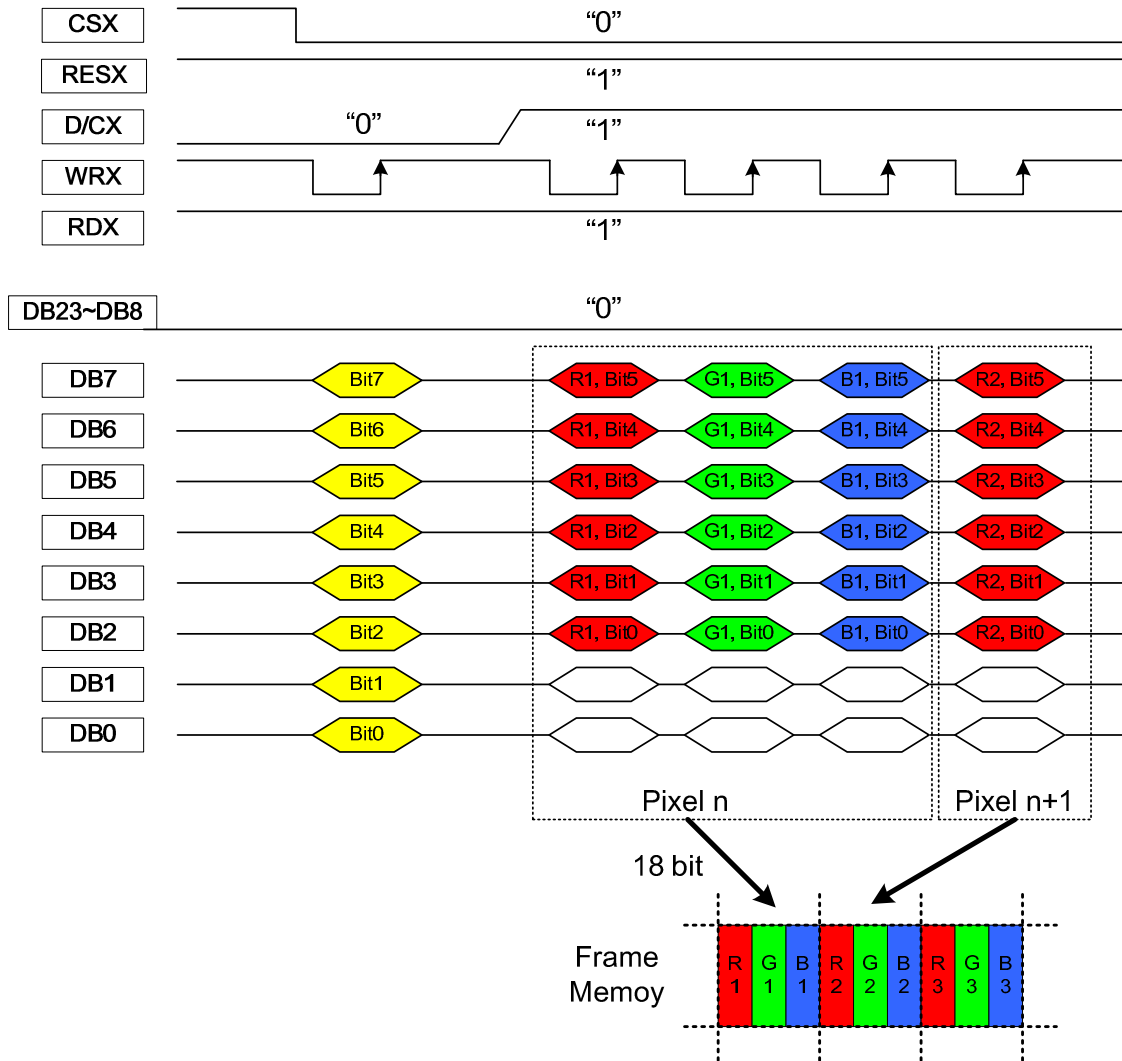 CSX “0”
RESX “1”
D/CX “0” “1”
WRX
RDX “1”
DB23~DB8 “0”
DB7 Bit7 R1, Bit5 G1, Bit5 B1, Bit5 R2, Bit5
DB6 Bit6 R1, Bit4 G1, Bit4 B1, Bit4 R2, Bit4
DB5 Bit5 R1, Bit3 G1, Bit3 B1, Bit3 R2, Bit3
DB4 Bit4 R1, Bit2 G1, Bit2 B1, Bit2 R2, Bit2
DB3 Bit3 R1, Bit1 G1, Bit1 B1, Bit1 R2, Bit1
DB2 Bit2 R1, Bit0 G1, Bit0 B1, Bit0 R2, Bit0
DB1 Bit1
DB0 Bit0
Pixel n Pixel n+1
18 bit
Frame
Memoy
R G B R G B R G B
1 1 1 2 2 2 3 3 3